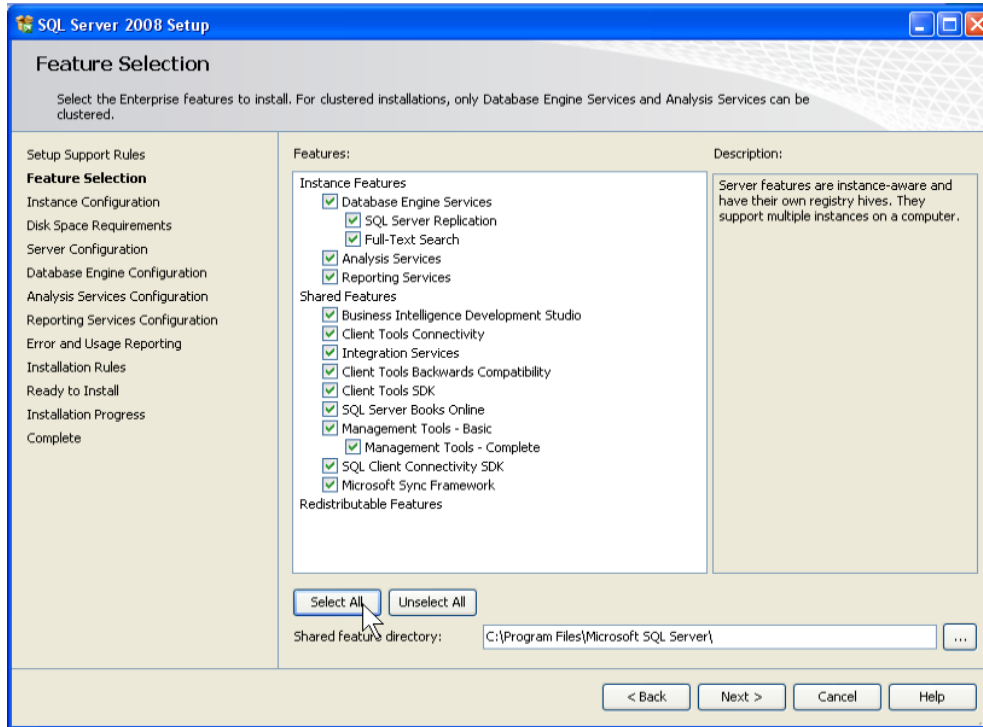 SQL Server 2008 Setup
Feature Selection
Select the Enterprise features to install. For clustered installations, only Database Engine Services and Analysis Services can be
clustered.
Setup Support Rules
Feature Selection
Instance Configuration
Disk Space Requirements
Server Configuration
Database Engine Configuration
Analysis Services Configuration
Reporting Services Configuration
Error and Usage Reporting
Installation Rules
Ready to Install
Installation Progress
Complete
Features:
Instance Features
Database Engine Services
SQL Server Replication
Full-Text Search
Analysis Services
Reporting Services
Shared Features
Business Intelligence Development Studio
Client Tools Connectivity
Integration Services
Client Tools Backwards Compatibility
Client Tools SDK
SQL Server Books Online
Management Tools - Basic
Management Tools - Complete
SQL Client Connectivity SDK
Microsoft Sync Framework
Redistributable Features
Description:
Server features are instance-aware and
have their own registry hives. They
support multiple instances on a computer.
Select All
Unselect All
Shared feature directory:
C:\Program Files\Microsoft SQL Server\
...
< Back
Next >
Cancel
Help